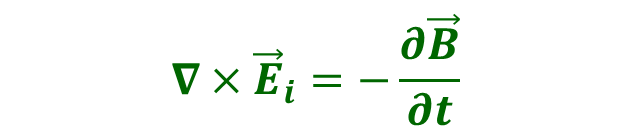 ∇ × E⃗ᵢ = − ∂B⃗/∂t